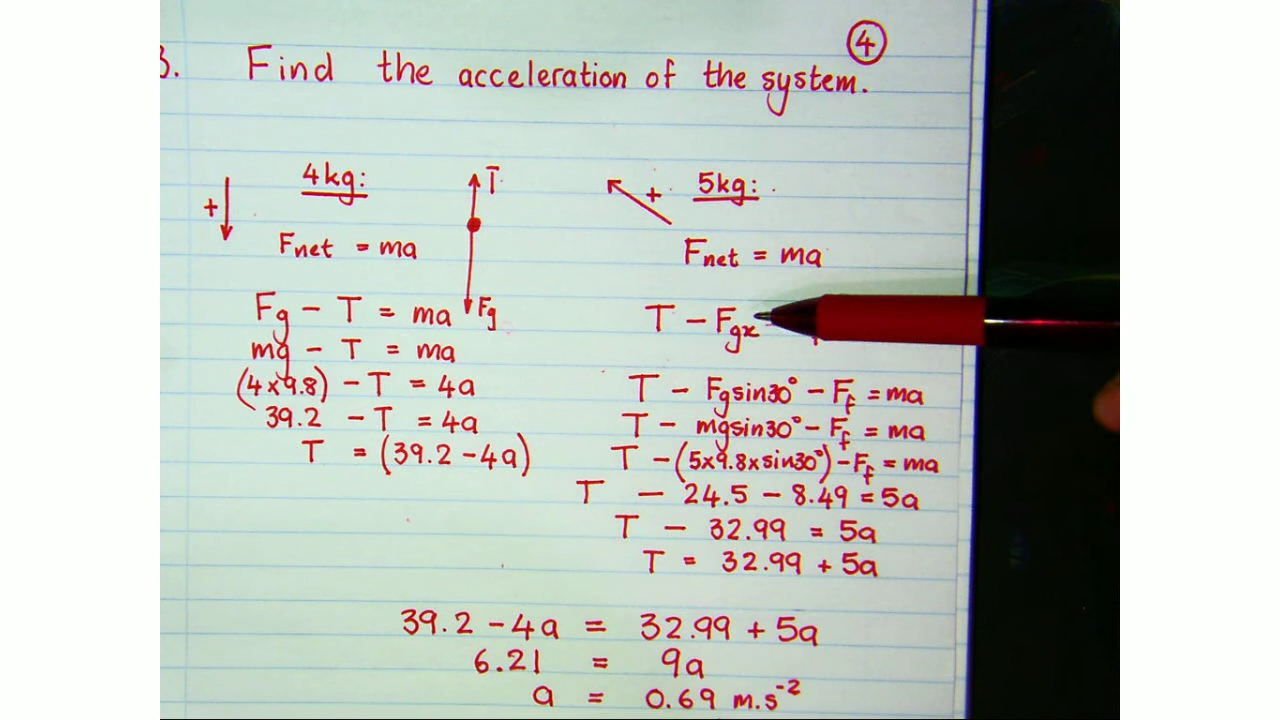 4
3. Find the acceleration of the system.
4kg:
T
+
5kg:
+
Fnet = ma
Fnet = ma
Fg
Fg - T = ma
T - Fgx
mg - T = ma
(4×9.8) - T = 4a
T - Fgsin30° - Ff = ma
39.2 - T = 4a
T - mgsin30° - Ff = ma
T = (39.2 - 4a)
T - (5×9.8×sin30°) - Ff = ma
T - 24.5 - 8.49 = 5a
T - 32.99 = 5a
T = 32.99 + 5a
39.2 - 4a = 32.99 + 5a
6.21 = 9a
a = 0.69 m.s⁻²